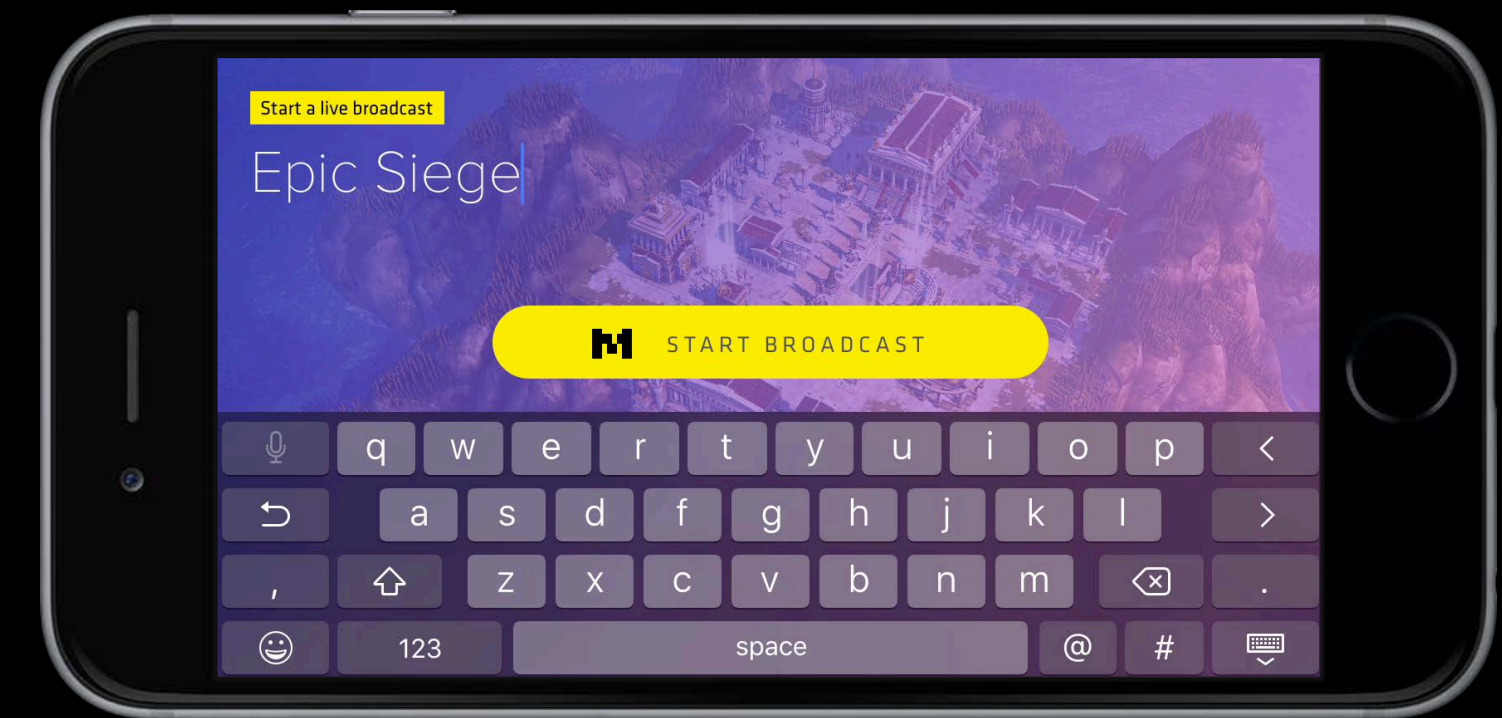 Start a live broadcast
Epic Siege
START BROADCAST
q w e r t y u i o p
a s d f g h j k l
, z x c v b n m .
123 space @ #